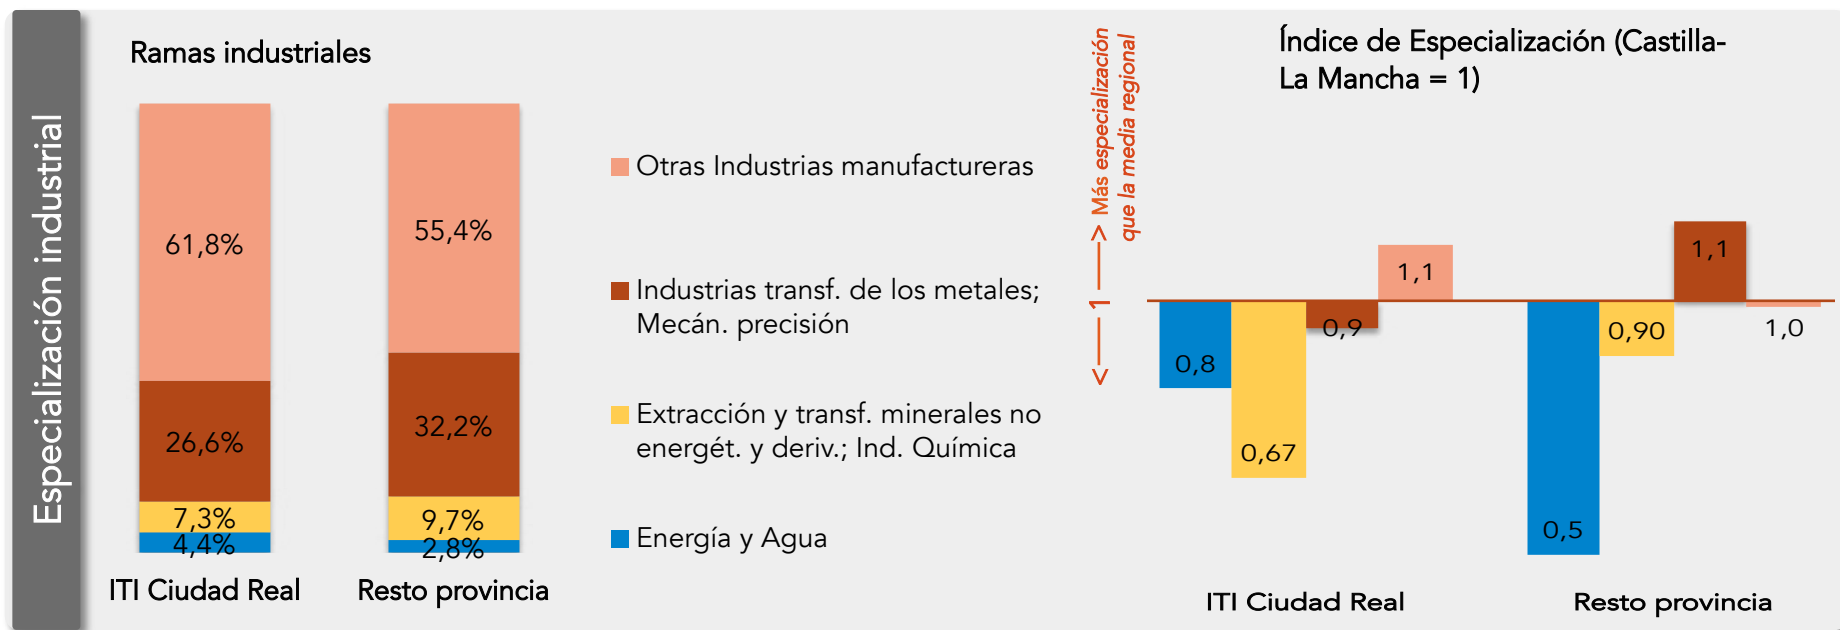 Especialización industrial
Ramas industriales
61,8%
55,4%
26,6%
32,2%
7,3%
9,7%
4,4%
2,8%
ITI Ciudad Real
Resto provincia
Otras Industrias manufactureras
Industrias transf. de los metales;
Mecán. precisión
Extracción y transf. minerales no
energét. y deriv.; Ind. Química
Energía y Agua
<—— 1 ——> Más especialización
que la media regional
Índice de Especialización (Castilla-
La Mancha = 1)
0,8
0,67
0,9
1,1
0,5
0,90
1,1
1,0
ITI Ciudad Real
Resto provincia